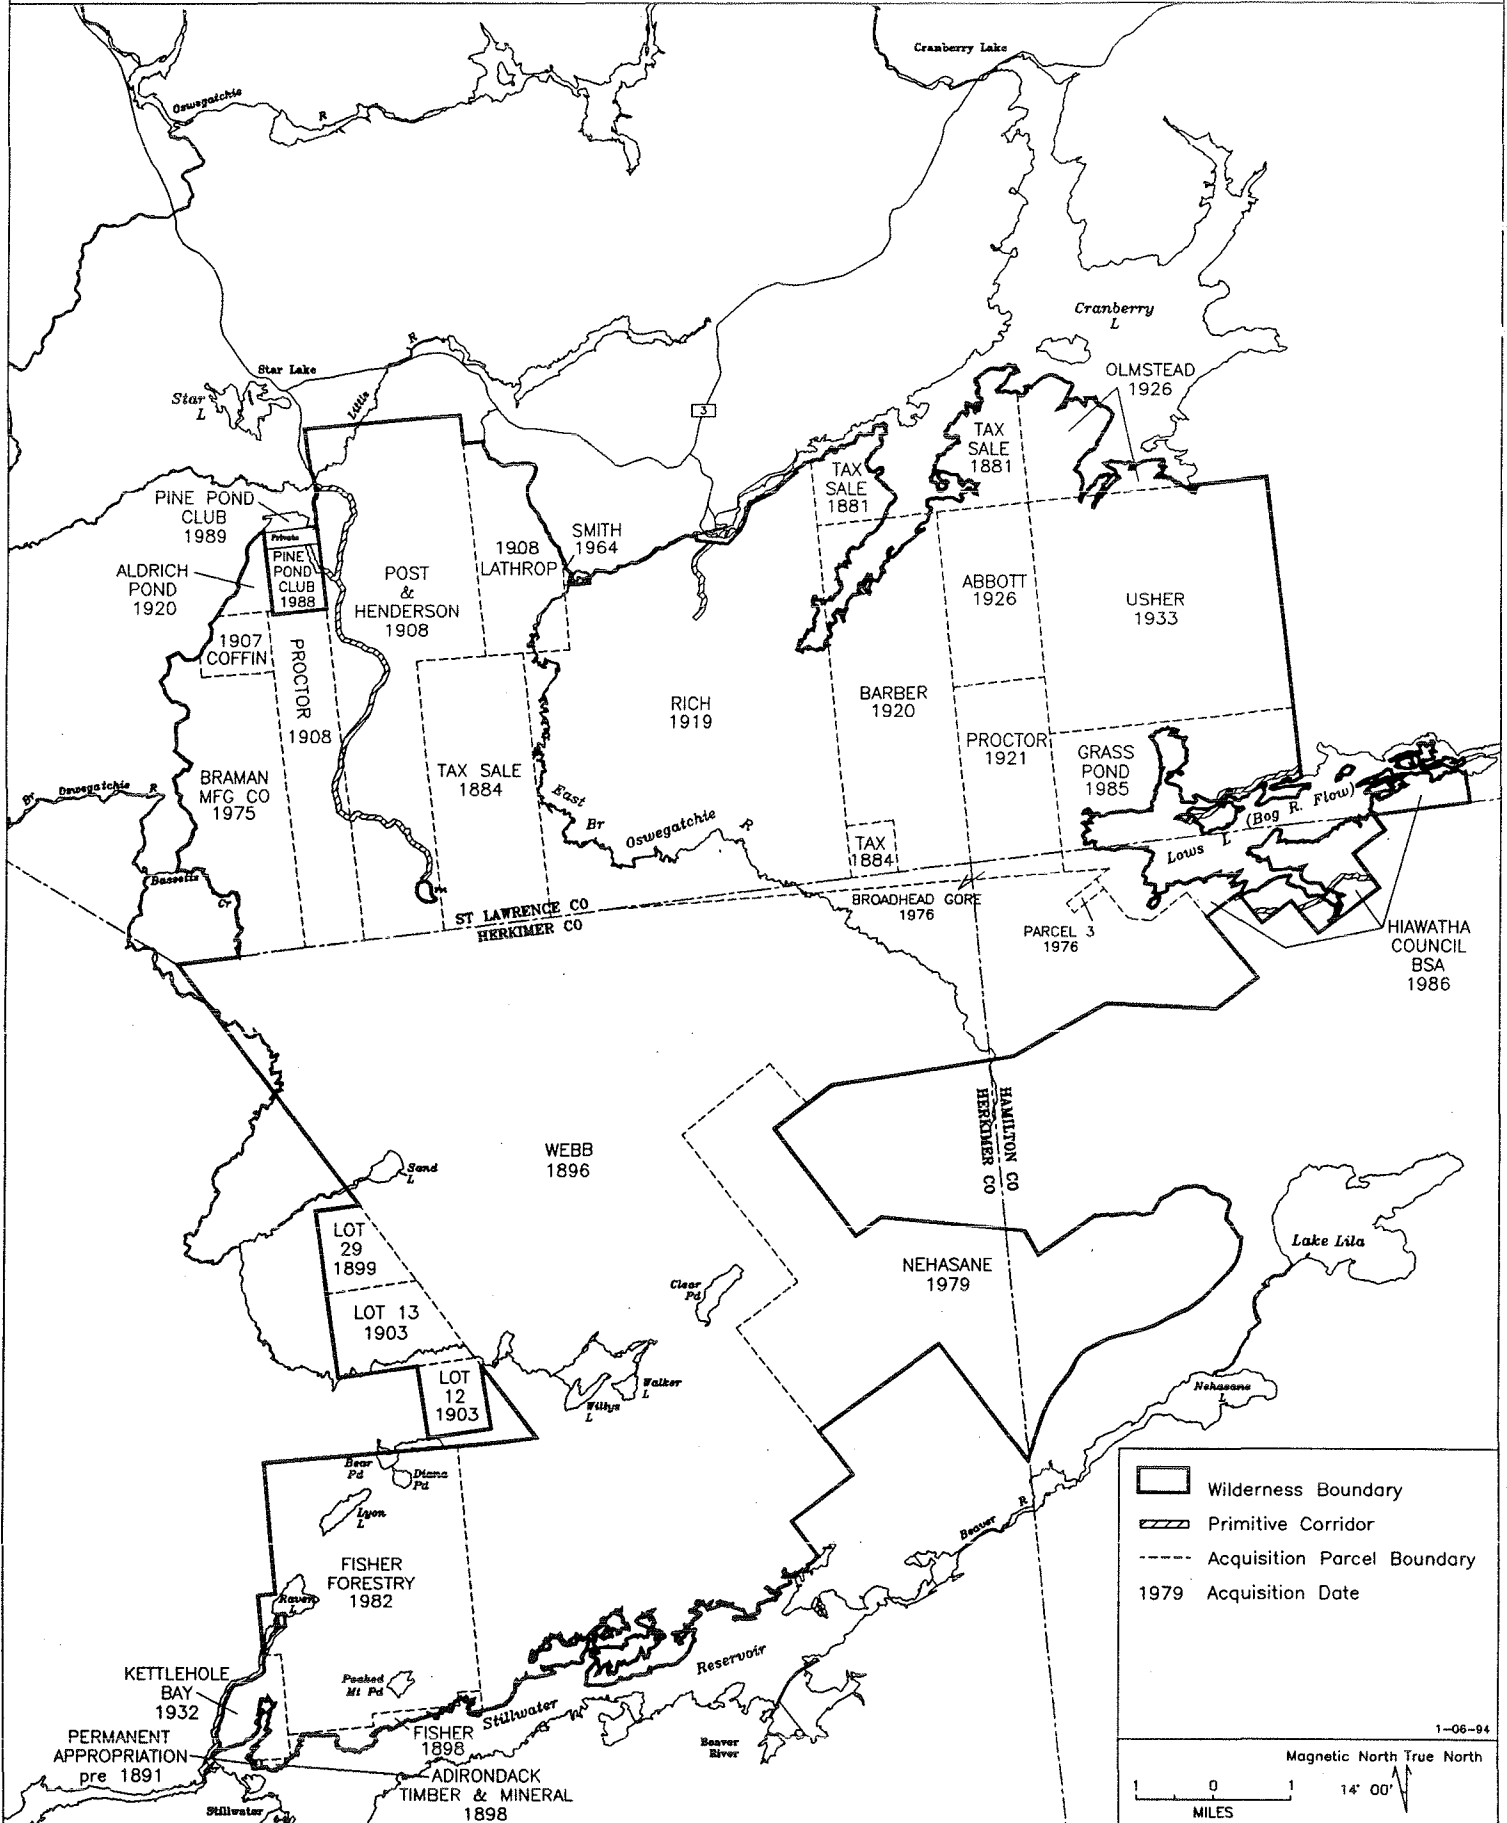 Cranberry Lake
Oswegatchie
R
Cranberry
L
Star Lake
R
Little
Star
L
3
OLMSTEAD
1926
TAX
SALE
1881
TAX
SALE
1881
PINE POND
CLUB
1989
Private
PINE
POND
CLUB
1988
SMITH
1964
1908
LATHROP
ALDRICH
POND
1920
POST
&
HENDERSON
1908
ABBOTT
1926
USHER
1933
1907
COFFIN
PROCTOR
1908
RICH
1919
BARBER
1920
PROCTOR
1921
GRASS
POND
1985
BRAMAN
MFG CO
1975
TAX SALE
1884
Br Oswegatchie R
East
Br
Oswegatchie
R
(Bog R. Flow)
Lows L
TAX
1884
Bassetts
Cr
ST LAWRENCE CO
HERKIMER CO
BROADHEAD GORE
1976
PARCEL 3
1976
HIAWATHA
COUNCIL
BSA
1986
HAMILTON CO
HERKIMER CO
WEBB
1896
Sand
L
LOT
29
1899
Lake Lila
NEHASANE
1979
Clear
Pd
LOT 13
1903
LOT
12
1903
Willys
L
Walker
L
Nehasane
L
Bear
Pd
Diana
Pd
Lyon
L
Beaver
R
FISHER
FORESTRY
1982
Raven
L
Peaked
Mt Pd
KETTLEHOLE
BAY
1932
Stillwater
Reservoir
PERMANENT
APPROPRIATION
pre 1891
FISHER
1898
Beaver
River
ADIRONDACK
TIMBER & MINERAL
1898
Stillwater
Wilderness Boundary
Primitive Corridor
Acquisition Parcel Boundary
1979 Acquisition Date
1-06-94
Magnetic North True North
14° 00'
1 0 1
MILES